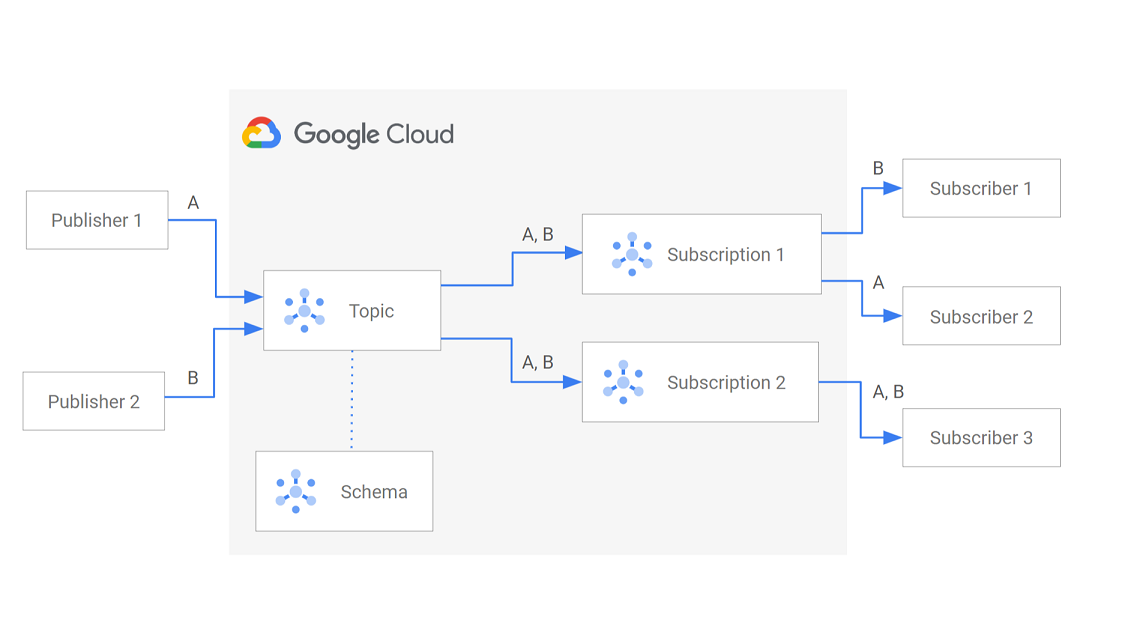 Google Cloud
Publisher 1
A
Publisher 2
B
Topic
Schema
A, B
Subscription 1
A, B
Subscription 2
B
Subscriber 1
A
Subscriber 2
A, B
Subscriber 3